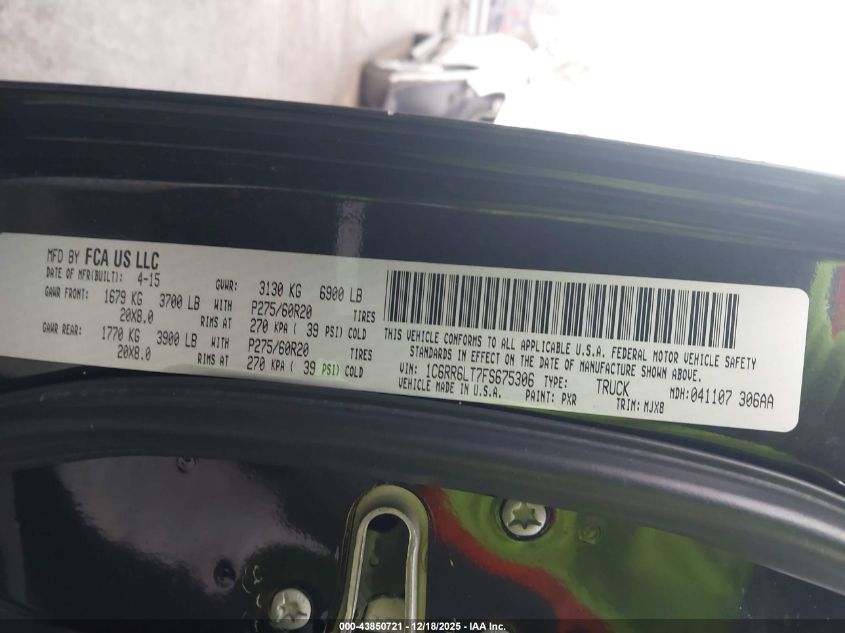 MFD BY FCA US LLC
DATE OF MFR(BUILT): 4-15 GVWR: 3130 KG 6900 LB
GAWR FRONT: 1679 KG 3700 LB WITH P275/60R20 TIRES
20X8.0 RIMS AT 270 KPA ( 39 PSI) COLD
GAWR REAR: 1770 KG 3900 LB WITH P275/60R20 TIRES
20X8.0 RIMS AT 270 KPA ( 39 PSI) COLD
THIS VEHICLE CONFORMS TO ALL APPLICABLE U.S.A. FEDERAL MOTOR VEHICLE SAFETY
STANDARDS IN EFFECT ON THE DATE OF MANUFACTURE SHOWN ABOVE.
VIN: 1C6RR6LT7FS675306 TYPE: TRUCK MDH:041107 306AA
VEHICLE MADE IN U.S.A. PAINT: PXR TRIM: MJX8
000-43850721 - 12/18/2025 - IAA Inc.